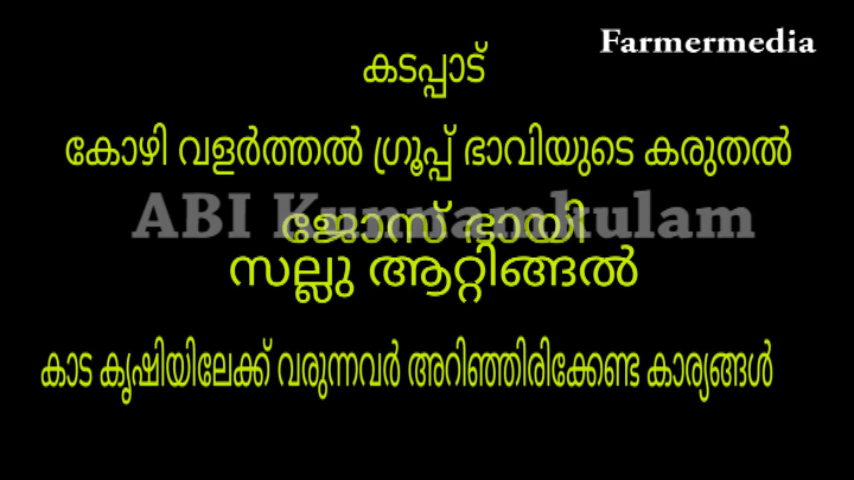 Farmermedia
കടപ്പാട്
കോഴി വളർത്തൽ ഗ്രൂപ്പ് ഭാവിയുടെ കരുതൽ
ABI Kunnamkulam
ജോസ് ഭായി
സല്ലു ആറ്റിങ്ങൽ
കാട കൃഷിയിലേക്ക് വരുന്നവർ അറിഞ്ഞിരിക്കേണ്ട കാര്യങ്ങൾ